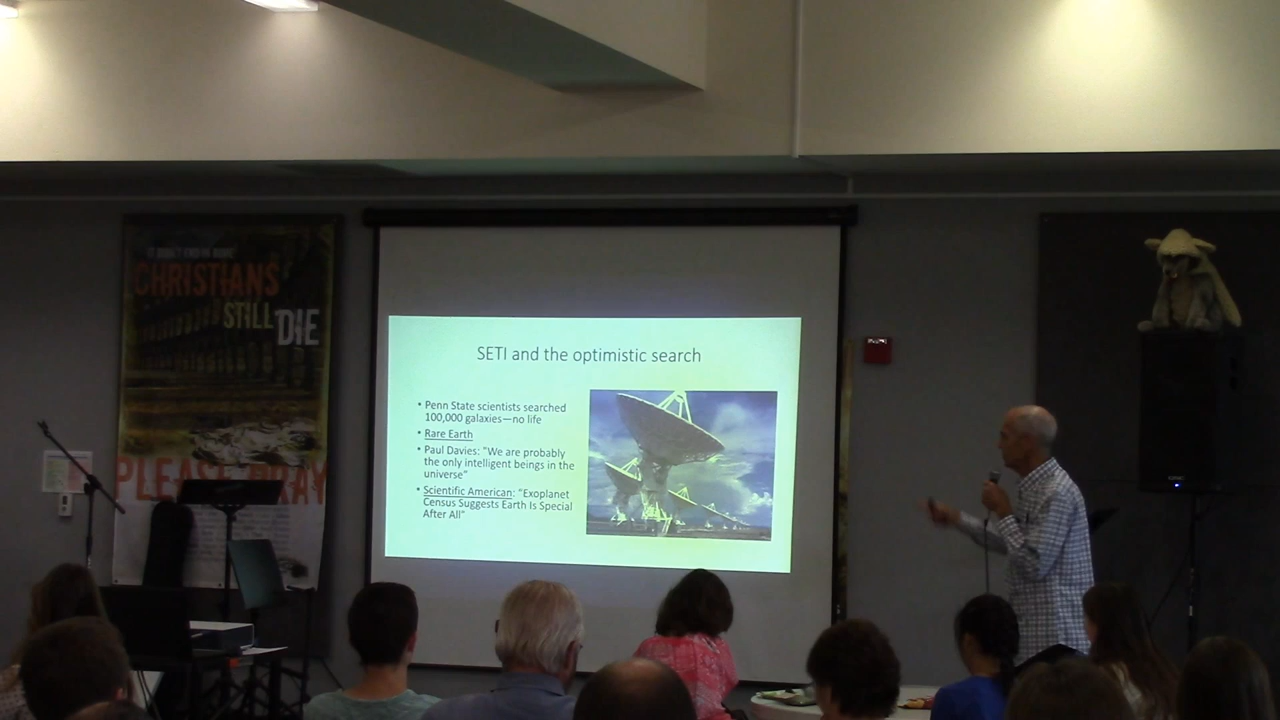 CHRISTIANS
STILL
DIE
PLEASE PRAY
SETI and the optimistic search
• Penn State scientists searched
100,000 galaxies—no life
• Rare Earth
• Paul Davies: "We are probably
the only intelligent beings in the
universe"
• Scientific American: "Exoplanet
Census Suggests Earth Is Special
After All"